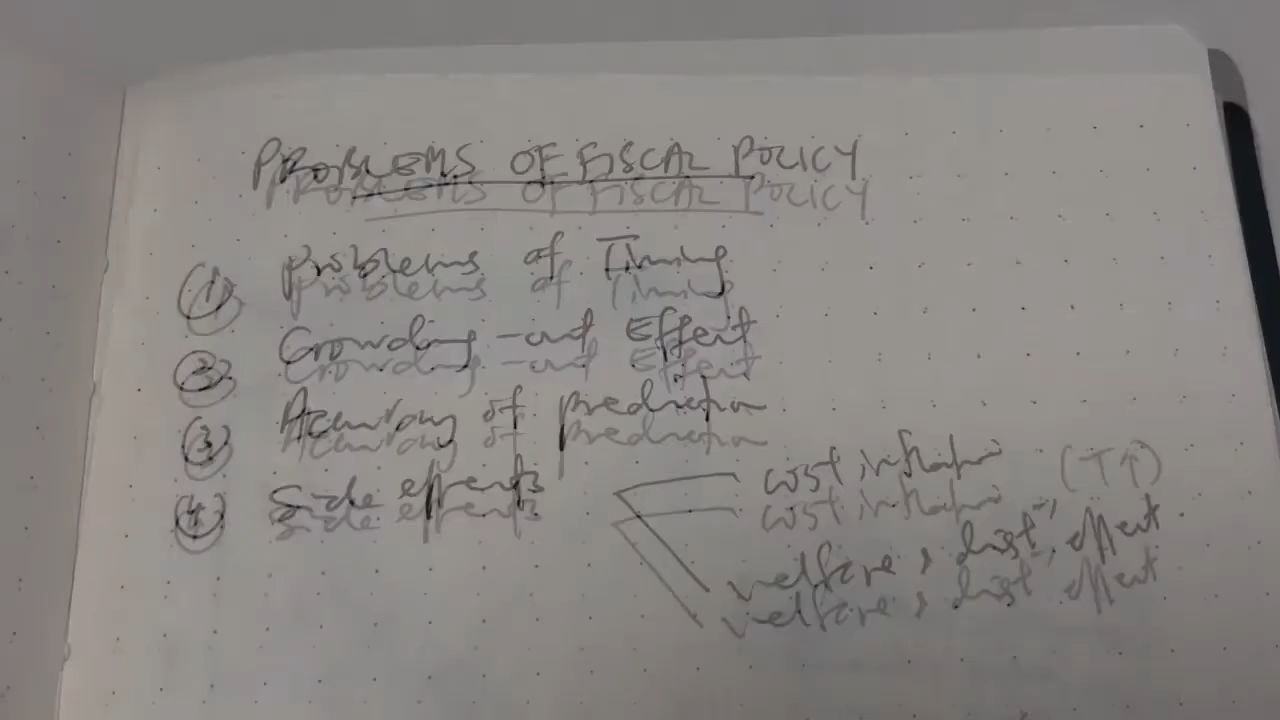 PROBLEMS OF FISCAL POLICY
① Problems of Timing
② Crowding-out Effect
③ Accuracy of prediction
④ Side effects
cost inflation (T↑)
welfare, dist⁻, effect